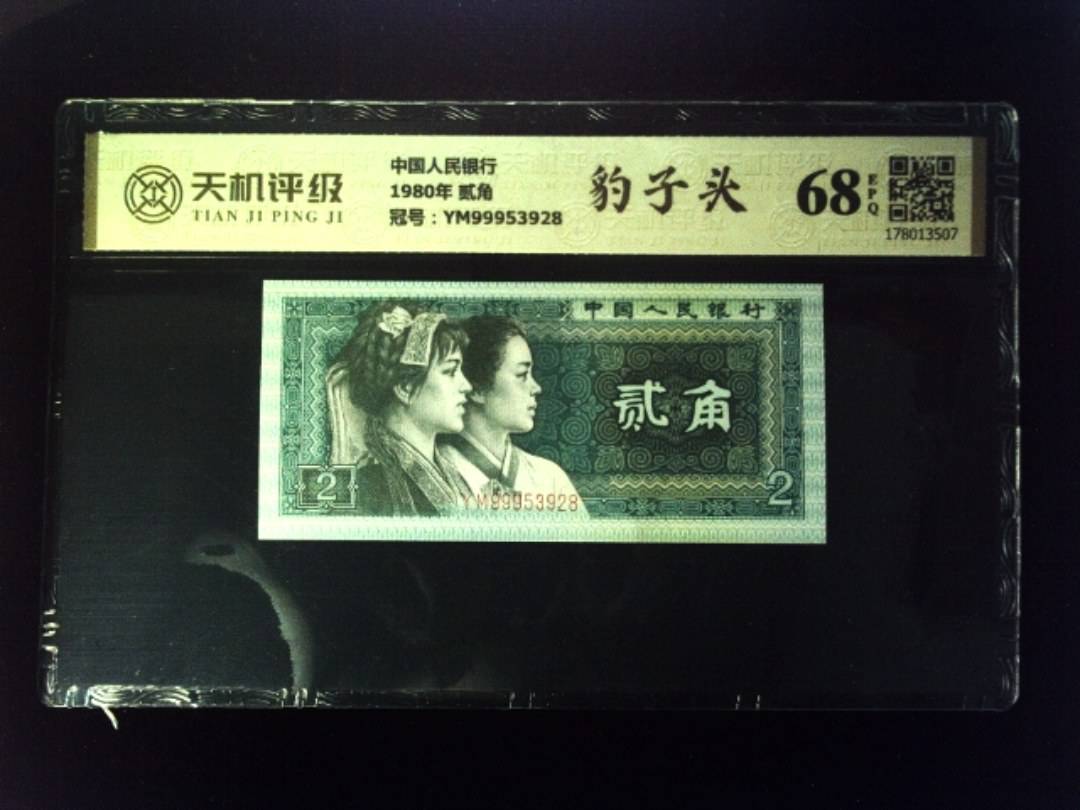 天机评级
TIAN JI PING JI
中国人民银行
1980年 贰角
冠号：YM99953928
豹子头
68
EPQ
178013507
中国人民银行
贰角
2
YM99953928
2